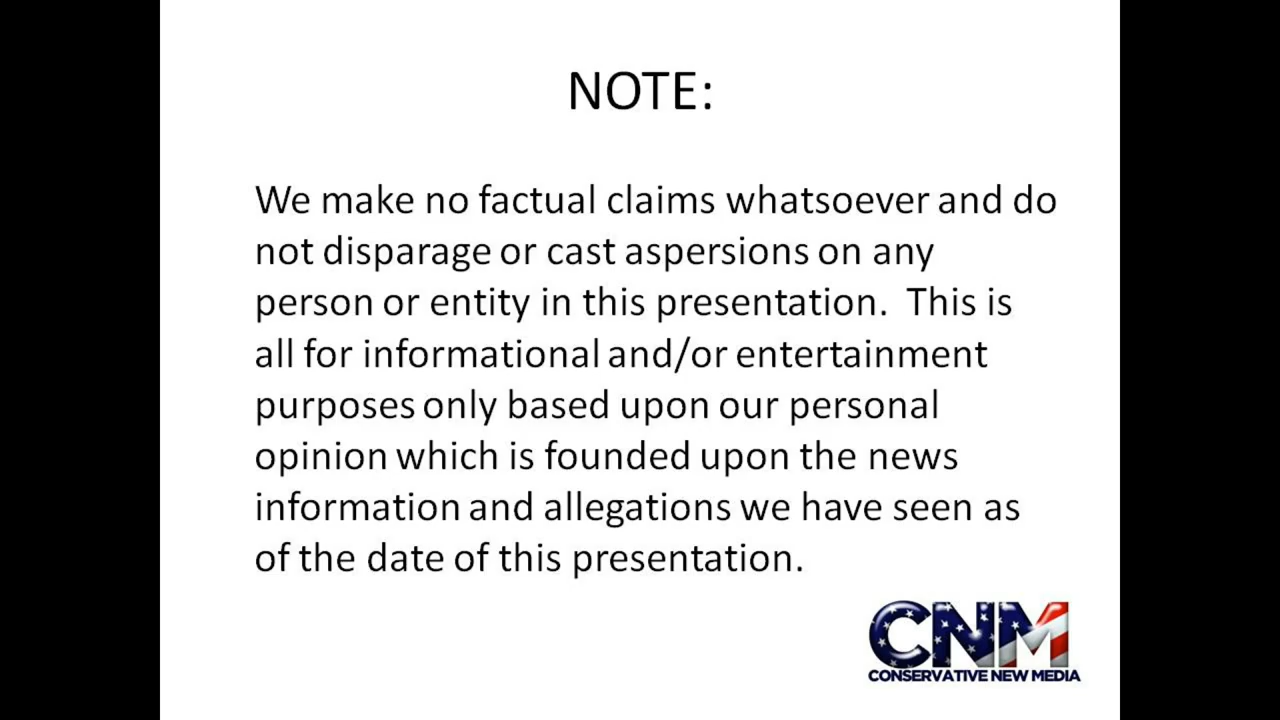 NOTE:
We make no factual claims whatsoever and do
not disparage or cast aspersions on any
person or entity in this presentation.  This is
all for informational and/or entertainment
purposes only based upon our personal
opinion which is founded upon the news
information and allegations we have seen as
of the date of this presentation.
CNM
CONSERVATIVE NEW MEDIA